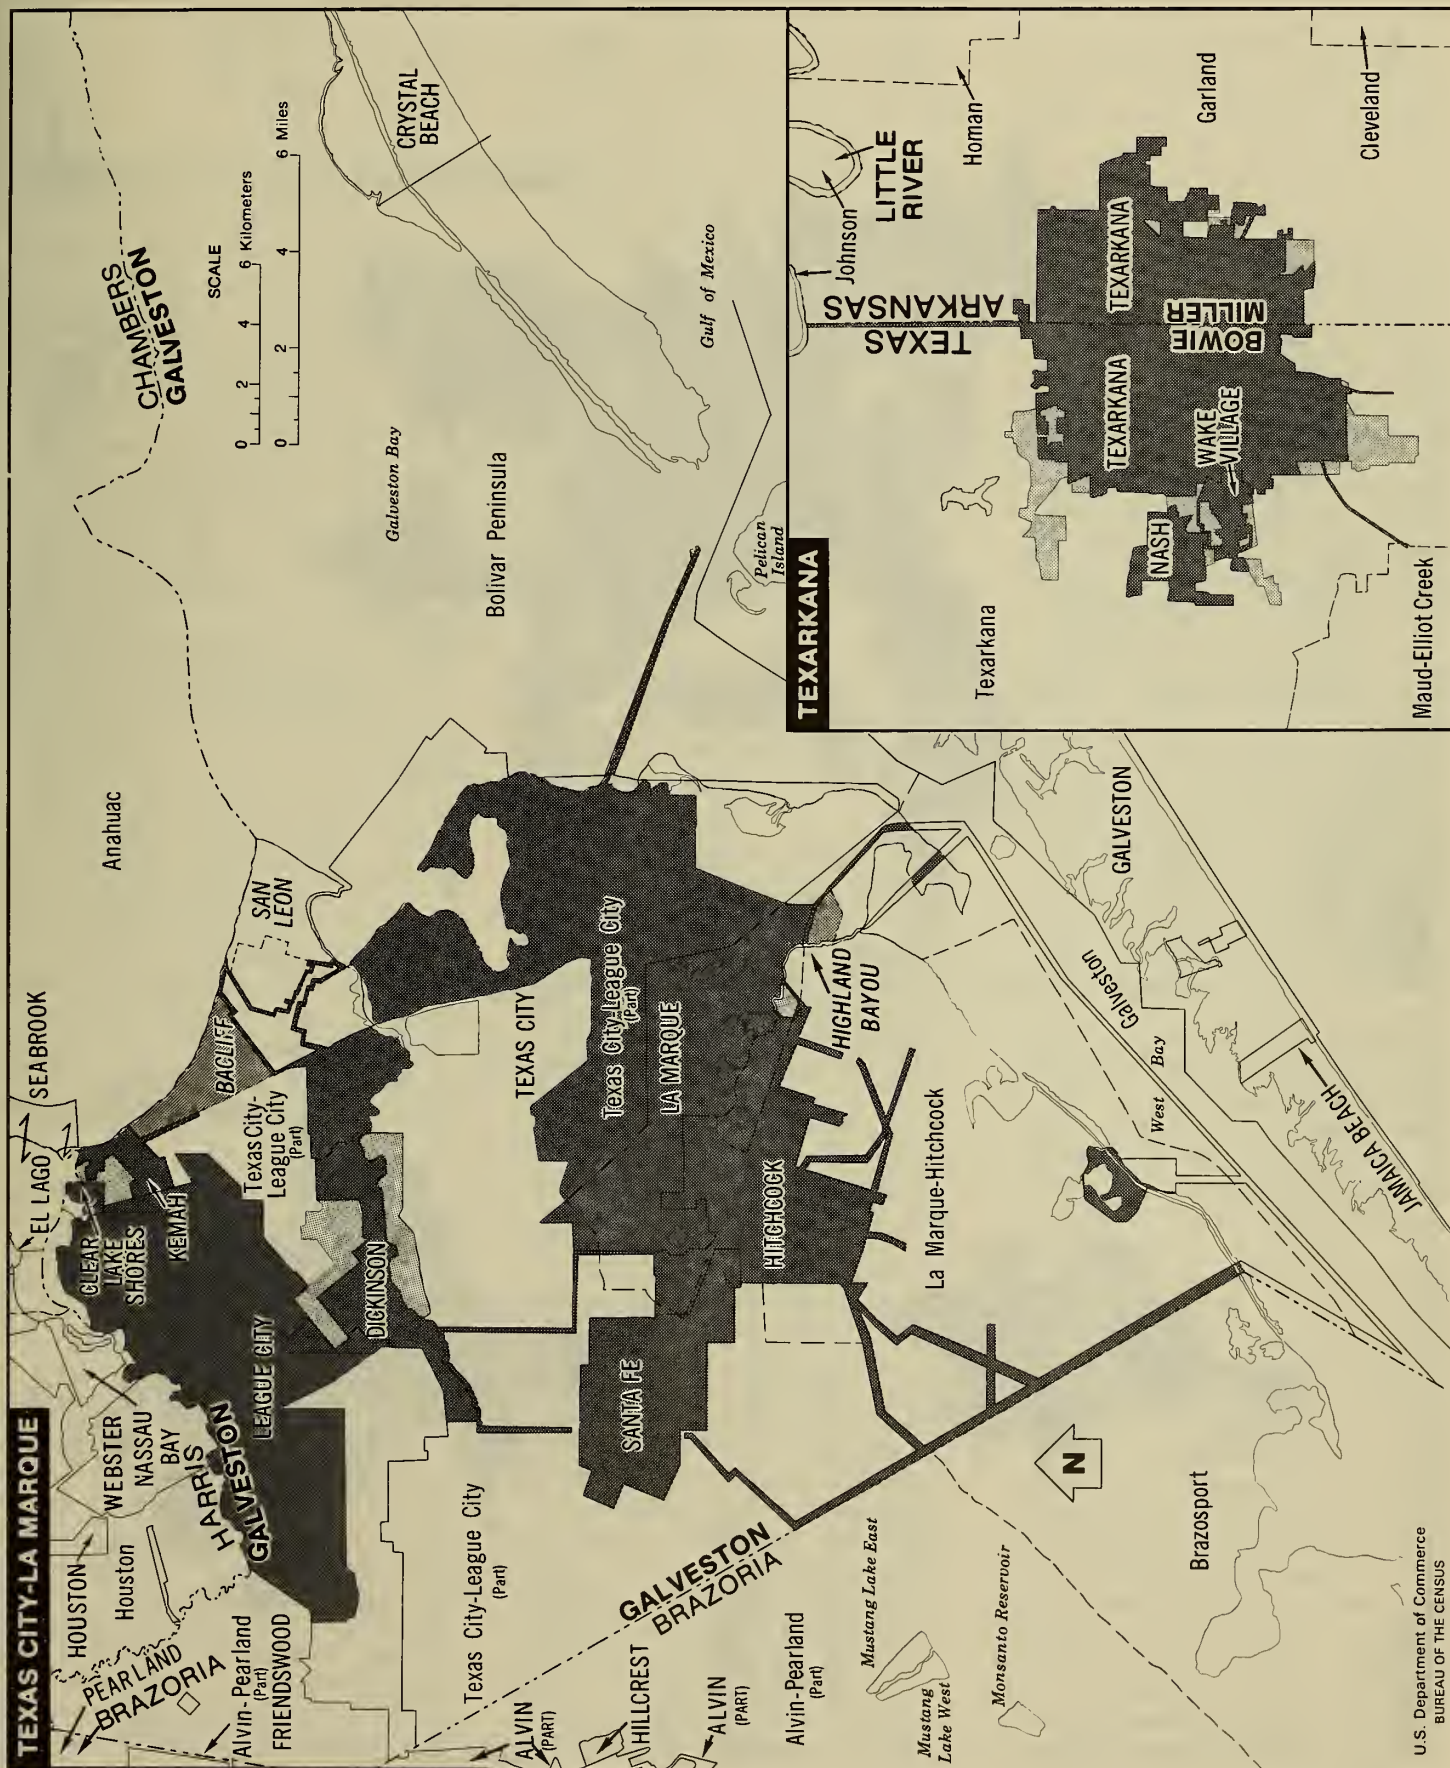 TEXAS CITY-LA MARQUE
HOUSTON
Houston
PEARLAND
BRAZORIA
Alvin-Pearland
(Part)
FRIENDSWOOD
WEBSTER
NASSAU
BAY
HARRIS
GALVESTON
EL LAGO
SEABROOK
CLEAR
LAKE
SHORES
KEMAH
LEAGUE CITY
BACLIFF
SAN
LEON
Anahuac
CHAMBERS
GALVESTON
SCALE
0 2 4 6 Kilometers
0 2 4 6 Miles
CRYSTAL
BEACH
Galveston Bay
Bolivar Peninsula
Gulf of Mexico
Pelican
Island
Texas City-
League City
(Part)
DICKINSON
TEXAS CITY
Texas City-League City
(Part)
LA MARQUE
Texas City-League City
(Part)
SANTA FE
HITCHCOCK
HIGHLAND
BAYOU
La Marque-Hitchcock
GALVESTON
BRAZORIA
ALVIN
(PART)
HILLCREST
ALVIN
(PART)
Alvin-Pearland
(Part)
Mustang Lake East
Mustang
Lake West
Monsanto Reservoir
N
Brazosport
West Bay
Galveston
GALVESTON
JAMAICA BEACH
U.S. Department of Commerce
BUREAU OF THE CENSUS
TEXARKANA
Texarkana
TEXAS
ARKANSAS
Johnson
LITTLE
RIVER
Homan
Garland
Cleveland
TEXARKANA
TEXARKANA
BOWIE
MILLER
WAKE
VILLAGE
NASH
Maud-Elliot Creek